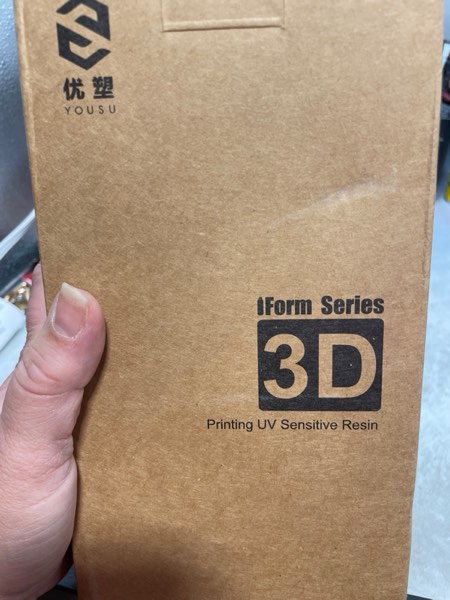 优塑
YOUSU
iForm Series
3D
Printing UV Sensitive Resin